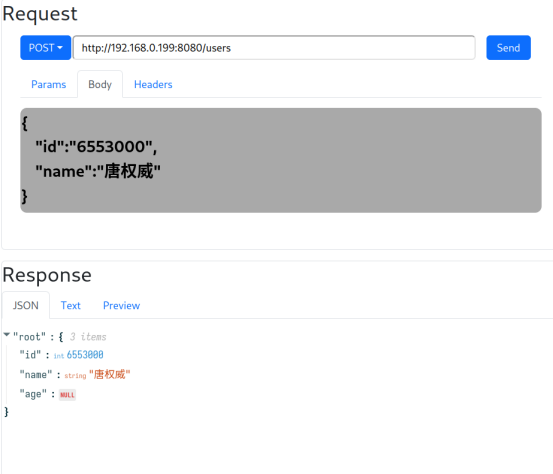 Request
POST http://192.168.0.199:8080/users Send
Params Body Headers
{
"id":"6553000",
"name":"唐权威"
}
Response
JSON Text Preview
"root" : { 3 items
"id" : int 6553000
"name" : string "唐权威"
"age" : NULL
}